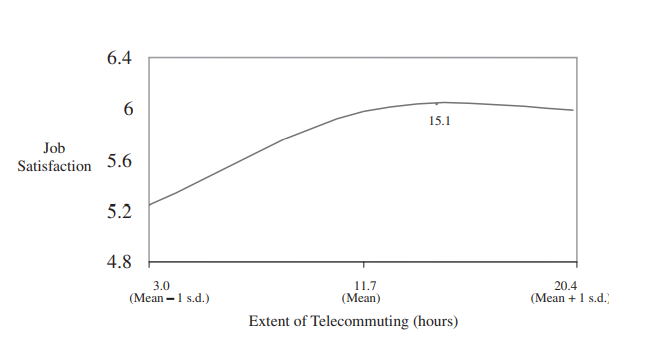 6.4
6
Job
Satisfaction
5.6
5.2
4.8
15.1
3.0
(Mean – 1 s.d.)
11.7
(Mean)
20.4
(Mean + 1 s.d.)
Extent of Telecommuting (hours)